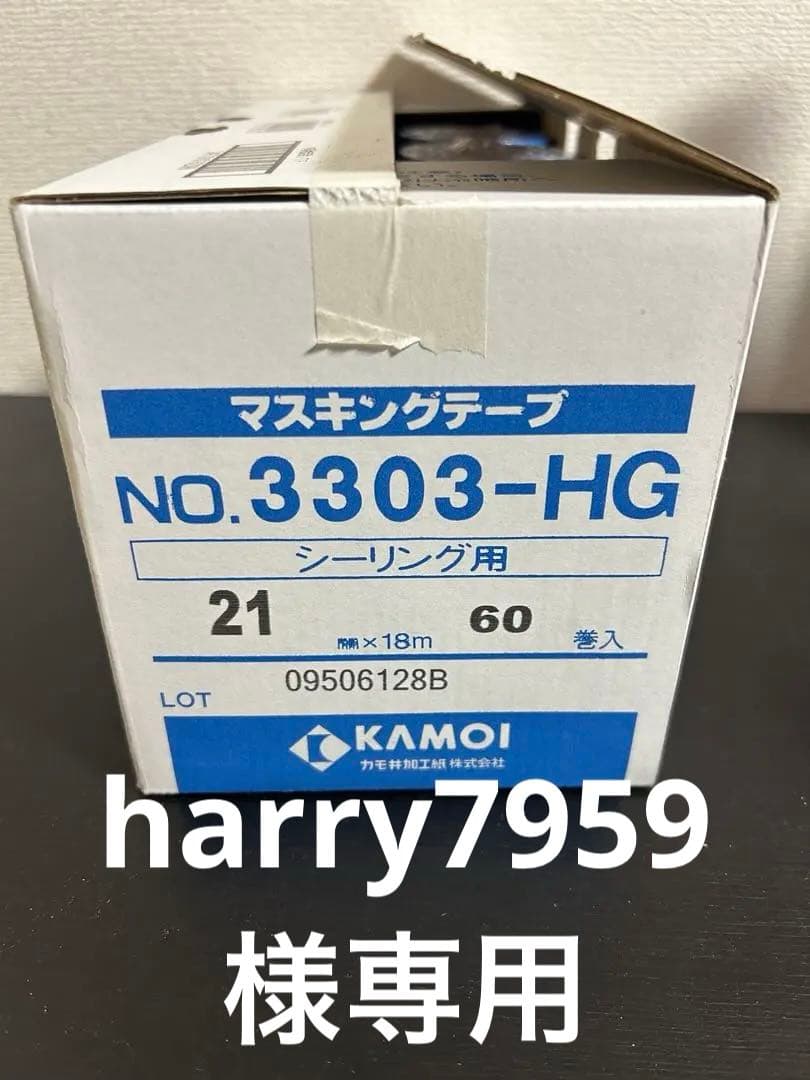 マスキングテープ
NO.3303-HG
シーリング用
21 ㎜×18m 60 巻入
LOT 09506128B
KAMOI
カモ井加工紙 株式会社
harry7959
様専用